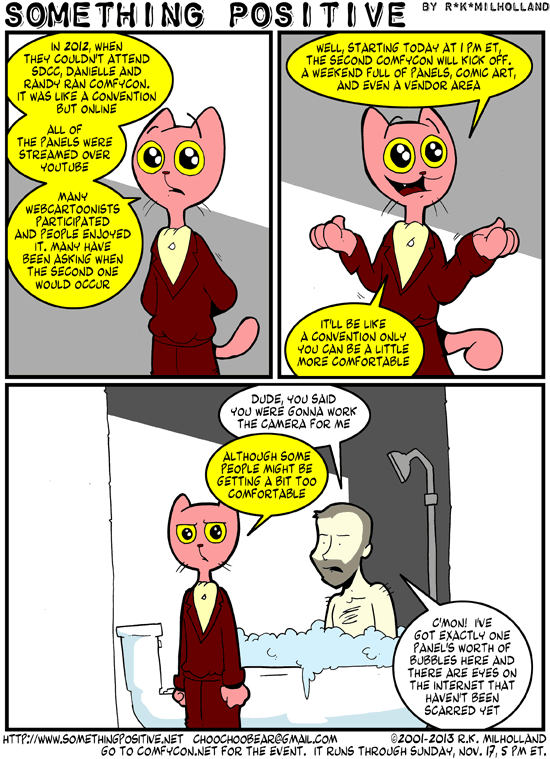 SOMETHING POSITIVE BY R*K*MILHOLLAND
IN 2012, WHEN
THEY COULDN'T ATTEND
SDCC, DANIELLE AND
RANDY RAN COMFYCON.
IT WAS LIKE A CONVENTION
BUT ONLINE
ALL OF
THE PANELS WERE
STREAMED OVER
YOUTUBE
MANY
WEBCARTOONISTS
PARTICIPATED
AND PEOPLE ENJOYED
IT. MANY HAVE
BEEN ASKING WHEN
THE SECOND ONE
WOULD OCCUR
WELL, STARTING TODAY AT 1 PM ET,
THE SECOND COMFYCON WILL KICK OFF.
A WEEKEND FULL OF PANELS, COMIC ART,
AND EVEN A VENDOR AREA
IT'LL BE LIKE
A CONVENTION ONLY
YOU CAN BE A LITTLE
MORE COMFORTABLE
DUDE, YOU SAID
YOU WERE GONNA WORK
THE CAMERA FOR ME
ALTHOUGH SOME
PEOPLE MIGHT BE
GETTING A BIT TOO
COMFORTABLE
C'MON! I'VE
GOT EXACTLY ONE
PANEL'S WORTH OF
BUBBLES HERE AND
THERE ARE EYES ON
THE INTERNET THAT
HAVEN'T BEEN
SCARRED YET
HTTP://WWW.SOMETHINGPOSITIVE.NET CHOOCHOOBEAR@GMAIL.COM ©2001-2013 R.K. MILHOLLAND
GO TO COMFYCON.NET FOR THE EVENT. IT RUNS THROUGH SUNDAY, NOV. 17, 5 PM ET.